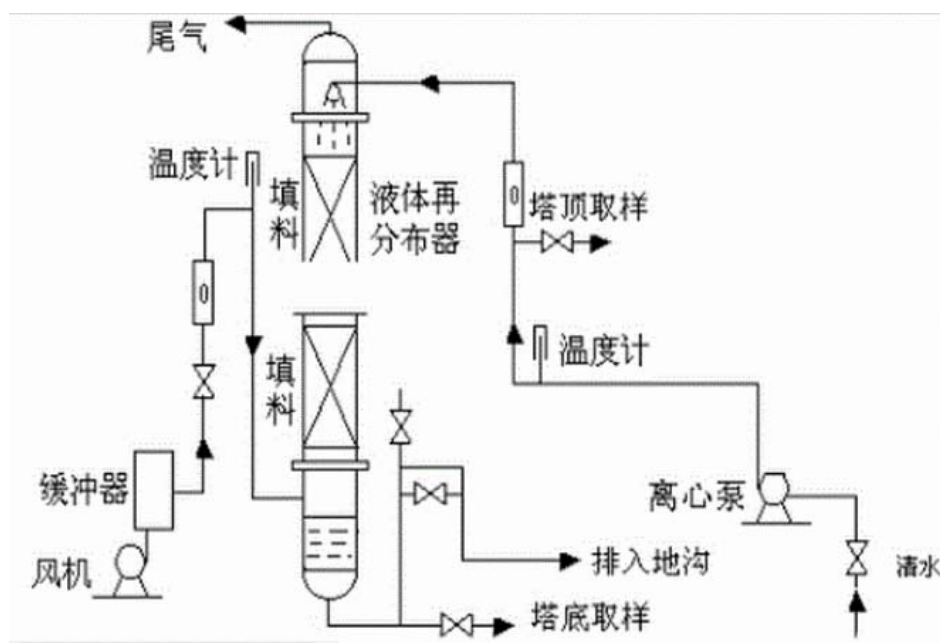 尾气
温度计
填料
液体再
分布器
塔顶取样
温度计
填料
缓冲器
离心泵
风机
排入地沟
清水
塔底取样